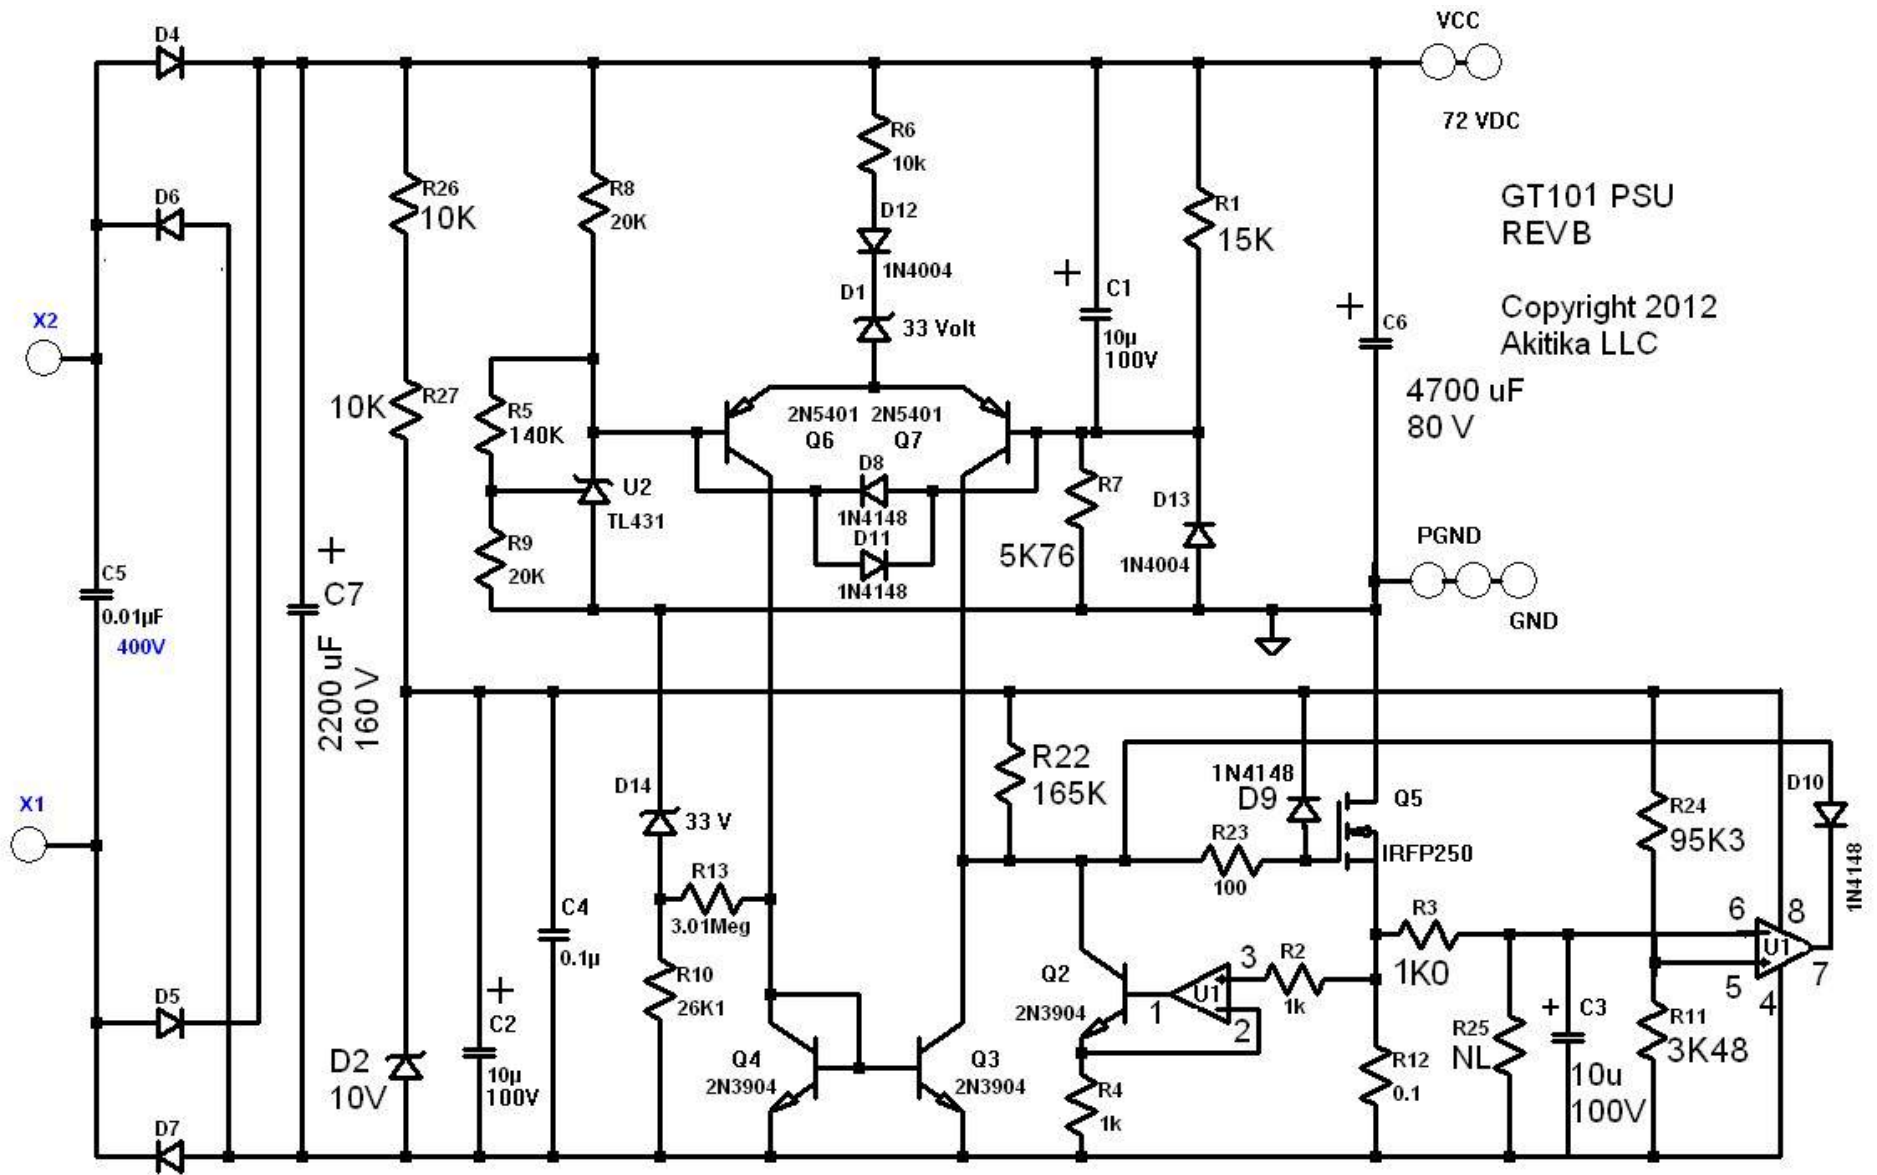 D4
VCC
72 VDC
R6
10k
D6
R26
10K
R8
20K
D12
1N4004
R1
15K
GT101 PSU
REVB
X2
D1
33 Volt
C1
10µ
100V
C6
4700 uF
80 V
Copyright 2012
Akitika LLC
10K
R27
R5
140K
2N5401
2N5401
Q6
Q7
U2
TL431
D8
1N4148
D11
1N4148
R7
5K76
D13
1N4004
PGND
GND
R9
20K
C5
0.01µF
400V
C7
2200 uF
160 V
X1
R22
165K
D14
33 V
1N4148
D9
Q5
IRFP250
D10
1N4148
R24
95K3
R23
100
R13
3.01Meg
C4
0.1µ
R3
1K0
6
8
U1
5
4
7
R10
26K1
Q2
2N3904
3
R2
1k
U1
1
2
D5
C2
10µ
100V
D2
10V
Q4
2N3904
Q3
2N3904
R25
NL
C3
10u
100V
R11
3K48
R4
1k
R12
0.1
D7